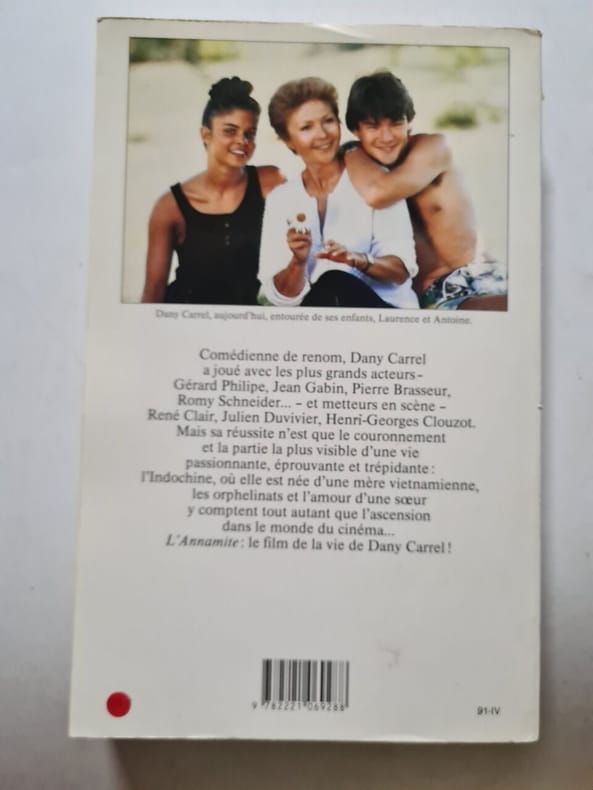 Dany Carrel, aujourd'hui, entourée de ses enfants, Laurence et Antoine.
Comédienne de renom, Dany Carrel
a joué avec les plus grands acteurs –
Gérard Philipe, Jean Gabin, Pierre Brasseur,
Romy Schneider... – et metteurs en scène –
René Clair, Julien Duvivier, Henri-Georges Clouzot.
Mais sa réussite n'est que le couronnement
et la partie la plus visible d'une vie
passionnante, éprouvante et trépidante :
l'Indochine, où elle est née d'une mère vietnamienne,
les orphelinats et l'amour d'une sœur
y comptent tout autant que l'ascension
dans le monde du cinéma...
L'Annamite : le film de la vie de Dany Carrel !
9 782221 069288
91-IV